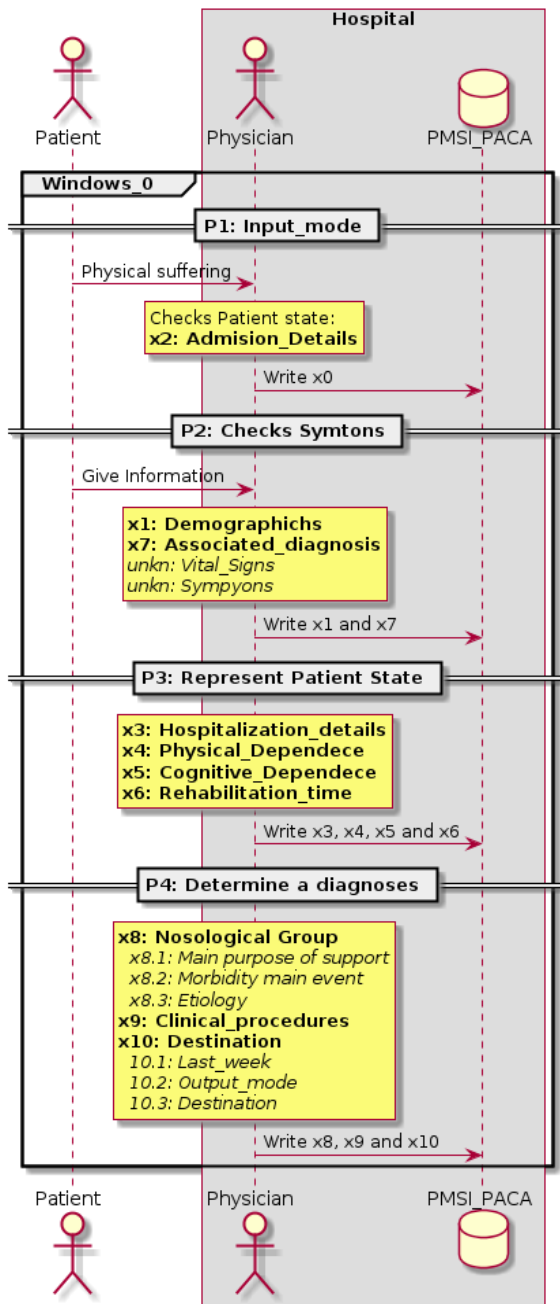 Hospital
Patient
Physician
PMSI_PACA
Windows_0
P1: Input_mode
Physical suffering
Checks Patient state:
x2: Admision_Details
Write x0
P2: Checks Symtons
Give Information
x1: Demographichs
x7: Associated_diagnosis
unkn: Vital_Signs
unkn: Sympyons
Write x1 and x7
P3: Represent Patient State
x3: Hospitalization_details
x4: Physical_Dependece
x5: Cognitive_Dependece
x6: Rehabilitation_time
Write x3, x4, x5 and x6
P4: Determine a diagnoses
x8: Nosological Group
x8.1: Main purpose of support
x8.2: Morbidity main event
x8.3: Etiology
x9: Clinical_procedures
x10: Destination
10.1: Last_week
10.2: Output_mode
10.3: Destination
Write x8, x9 and x10
Patient
Physician
PMSI_PACA